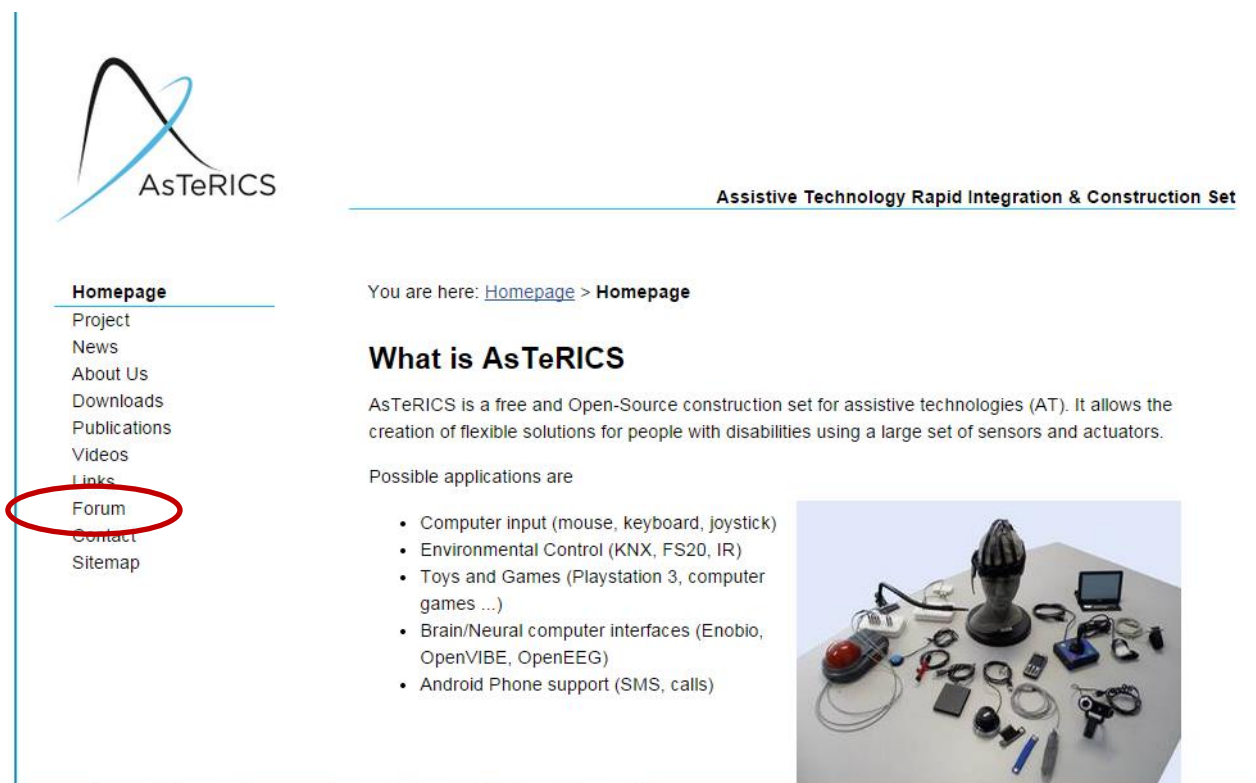 AsTeRICS
Assistive Technology Rapid Integration & Construction Set
Homepage
Project
News
About Us
Downloads
Publications
Videos
Links
Forum
Contact
Sitemap
You are here: Homepage > Homepage
What is AsTeRICS
AsTeRICS is a free and Open-Source construction set for assistive technologies (AT). It allows the
creation of flexible solutions for people with disabilities using a large set of sensors and actuators.
Possible applications are
• Computer input (mouse, keyboard, joystick)
• Environmental Control (KNX, FS20, IR)
• Toys and Games (Playstation 3, computer
games ...)
• Brain/Neural computer interfaces (Enobio,
OpenVIBE, OpenEEG)
• Android Phone support (SMS, calls)